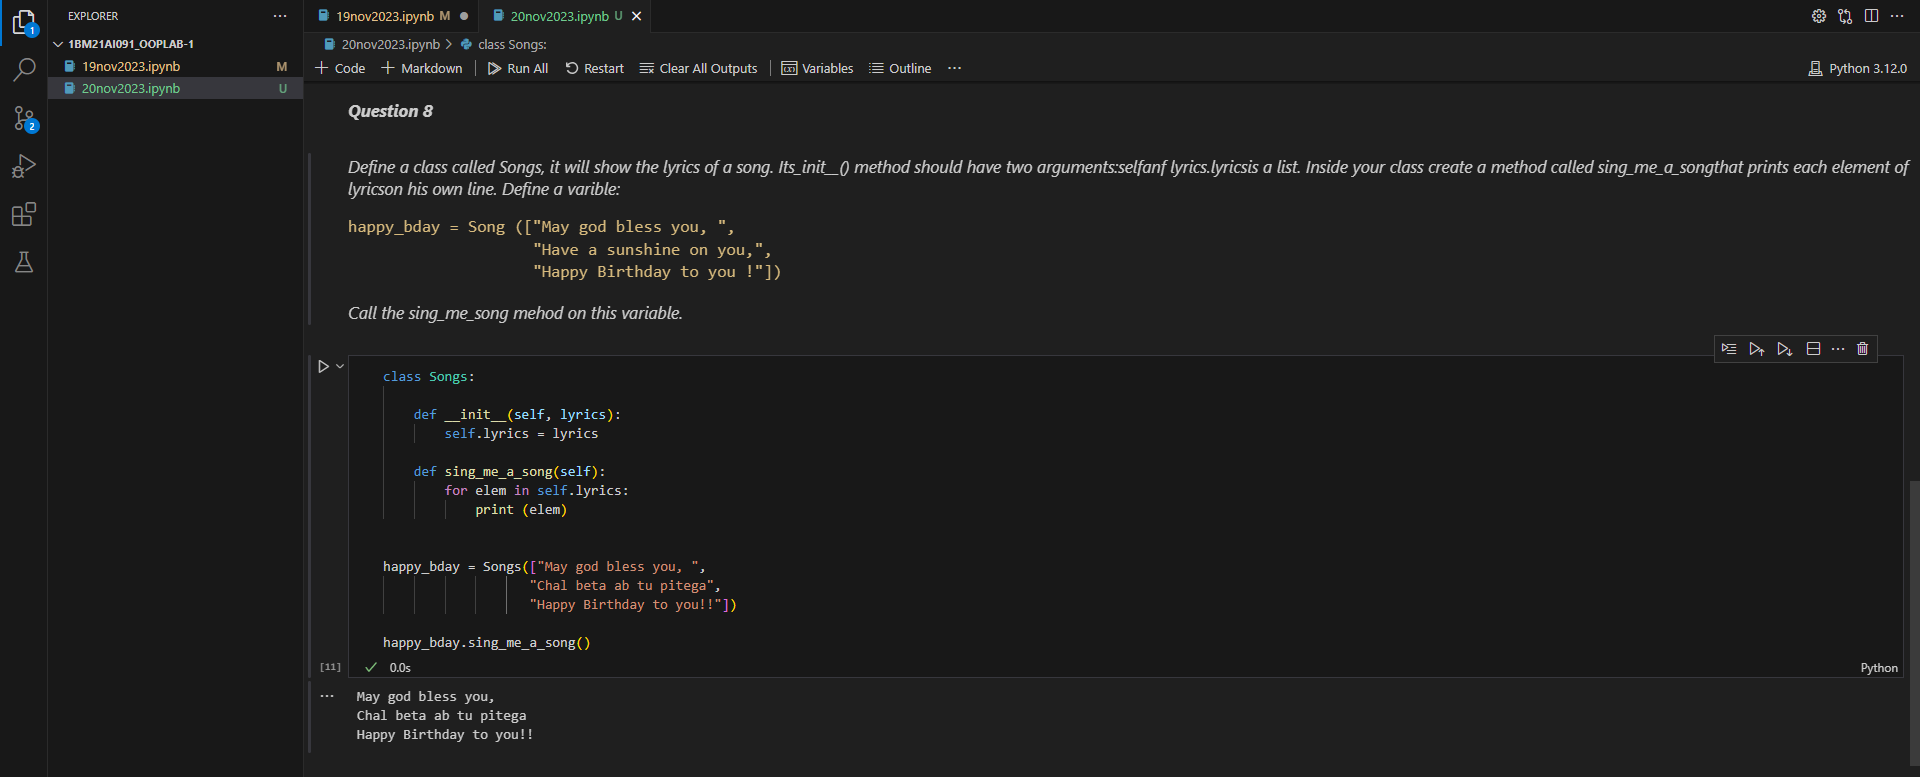 EXPLORER ...
1BM21AI091_OOPLAB-1
19nov2023.ipynb M
20nov2023.ipynb U
1
2
19nov2023.ipynb M
20nov2023.ipynb U
20nov2023.ipynb > class Songs:
+ Code + Markdown Run All Restart Clear All Outputs Variables Outline ...
Python 3.12.0
Question 8
Define a class called Songs, it will show the lyrics of a song. Its_init__() method should have two arguments:selfanf lyrics.lyricsis a list. Inside your class create a method called sing_me_a_songthat prints each element of
lyricson his own line. Define a varible:
happy_bday = Song (["May god bless you, ",
"Have a sunshine on you,",
"Happy Birthday to you !"])
Call the sing_me_song mehod on this variable.
class Songs:
def __init__(self, lyrics):
self.lyrics = lyrics
def sing_me_a_song(self):
for elem in self.lyrics:
print (elem)
happy_bday = Songs(["May god bless you, ",
"Chal beta ab tu pitega",
"Happy Birthday to you!!"])
happy_bday.sing_me_a_song()
[11] ✓ 0.0s
Python
... May god bless you,
Chal beta ab tu pitega
Happy Birthday to you!!